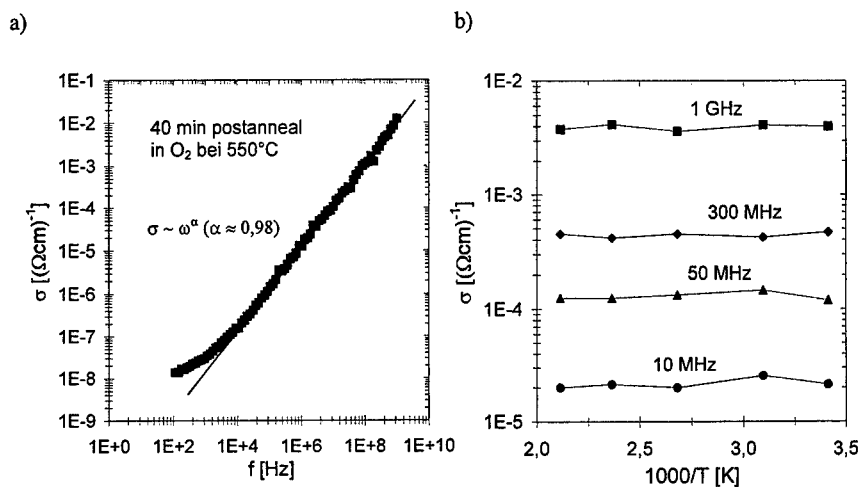 a)
1E-1
1E-2
1E-3
1E-4
1E-5
1E-6
1E-7
1E-8
1E-9
σ [(Ωcm)⁻¹]
40 min postanneal
in O₂ bei 550°C
σ ~ ω^α (α ≈ 0,98)
1E+0 1E+2 1E+4 1E+6 1E+8 1E+10
f [Hz]
b)
1E-2
1E-3
1E-4
1E-5
σ [(Ωcm)⁻¹]
1 GHz
300 MHz
50 MHz
10 MHz
2,0 2,5 3,0 3,5
1000/T [K]